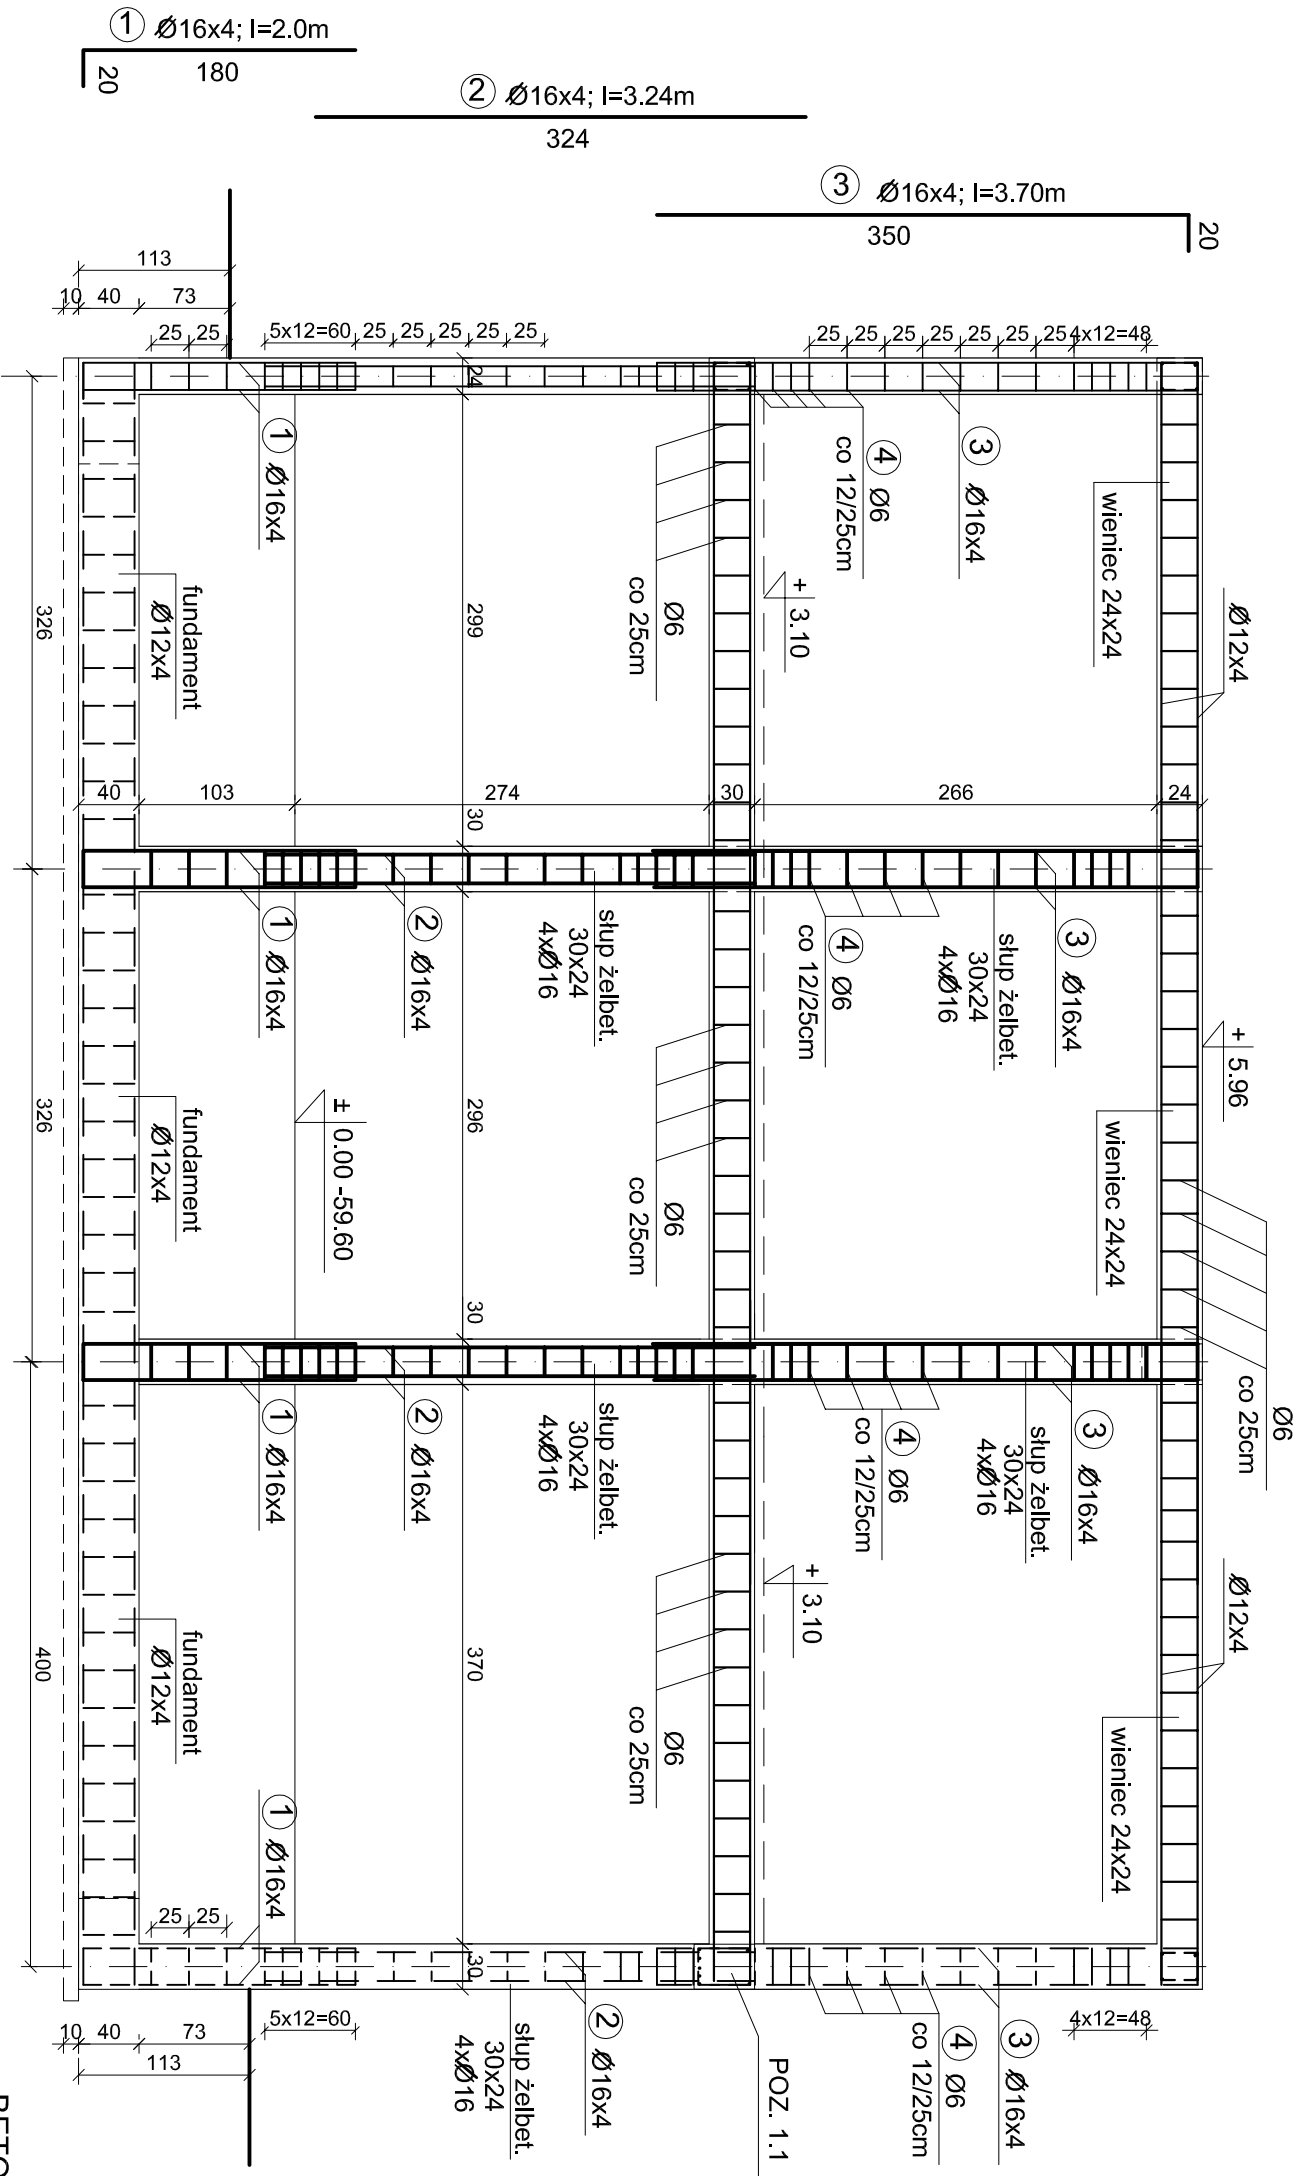 ① Ø16x4; l=2.0m
180
20
② Ø16x4; l=3.24m
324
③ Ø16x4; l=3.70m
350
20
113
10
40
73
25
25
5x12=60
25
25
25
25
25
25
25
25
25
25
25
25
4x12=48
24
① Ø16x4
④ Ø6
co 12/25cm
③ Ø16x4
wieniec 24x24
Ø12x4
fundament
Ø12x4
326
299
Ø6
co 25cm
+ 3.10
40
103
274
30
266
24
30
① Ø16x4
② Ø16x4
słup żelbet.
30x24
4xØ16
④ Ø6
co 12/25cm
słup żelbet.
30x24
4xØ16
③ Ø16x4
+ 5.96
fundament
Ø12x4
326
± 0.00 -59.60
296
Ø6
co 25cm
wieniec 24x24
Ø6
co 25cm
30
① Ø16x4
② Ø16x4
słup żelbet.
30x24
4xØ16
④ Ø6
co 12/25cm
słup żelbet.
30x24
4xØ16
③ Ø16x4
fundament
Ø12x4
400
370
Ø6
co 25cm
+ 3.10
wieniec 24x24
Ø12x4
① Ø16x4
25
25
30
10
40
73
113
5x12=60
② Ø16x4
słup żelbet.
30x24
4xØ16
POZ. 1.1
④ Ø6
co 12/25cm
③ Ø16x4
4x12=48